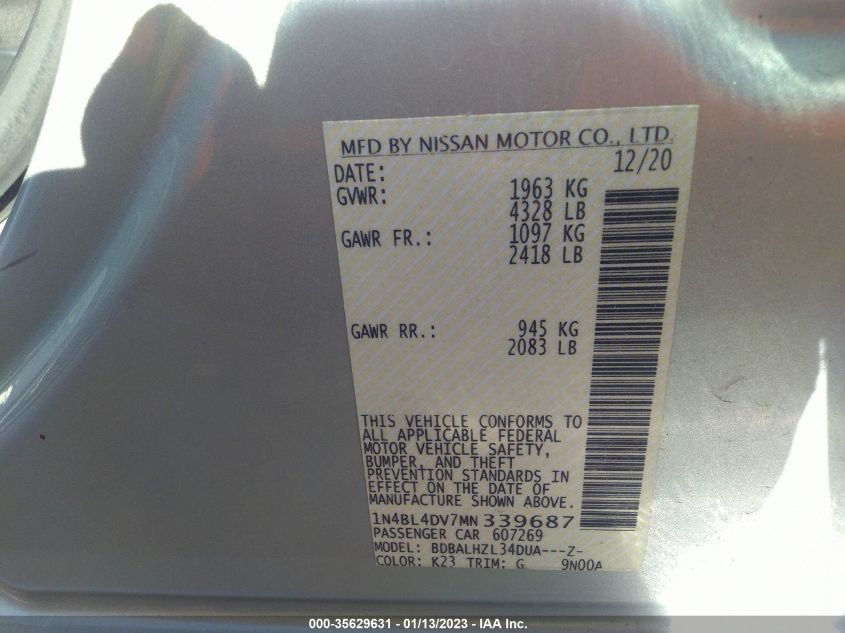 MFD BY NISSAN MOTOR CO., LTD.
DATE: 12/20
GVWR: 1963 KG
4328 LB
GAWR FR.: 1097 KG
2418 LB
GAWR RR.: 945 KG
2083 LB
THIS VEHICLE CONFORMS TO
ALL APPLICABLE FEDERAL
MOTOR VEHICLE SAFETY,
BUMPER, AND THEFT
PREVENTION STANDARDS IN
EFFECT ON THE DATE OF
MANUFACTURE SHOWN ABOVE.
1N4BL4DV7MN 339687
PASSENGER CAR 607269
MODEL: BDBALHZL34DUA---Z-
COLOR: K23 TRIM: G 9N00A
000-35629631 - 01/13/2023 - IAA Inc.